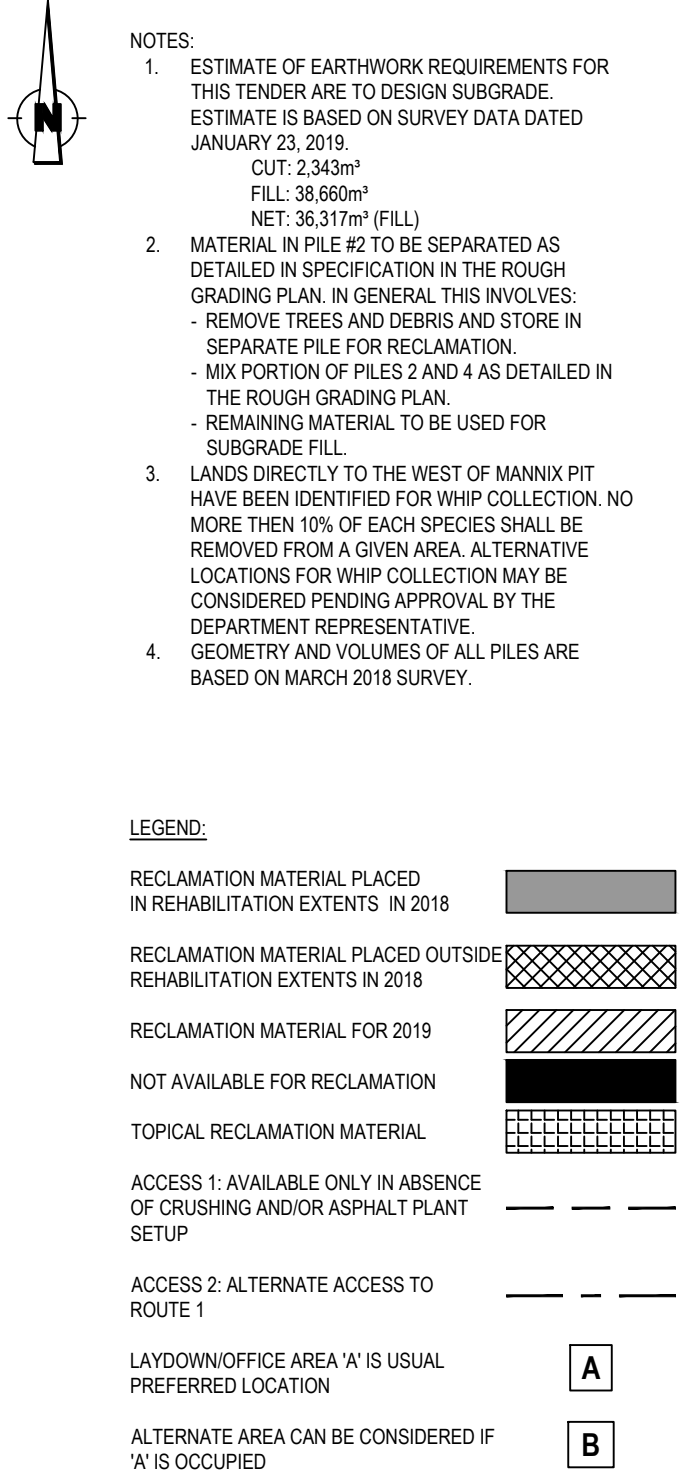 N
NOTES:
1. ESTIMATE OF EARTHWORK REQUIREMENTS FOR
THIS TENDER ARE TO DESIGN SUBGRADE.
ESTIMATE IS BASED ON SURVEY DATA DATED
JANUARY 23, 2019.
CUT: 2,343m³
FILL: 38,660m³
NET: 36,317m³ (FILL)
2. MATERIAL IN PILE #2 TO BE SEPARATED AS
DETAILED IN SPECIFICATION IN THE ROUGH
GRADING PLAN. IN GENERAL THIS INVOLVES:
- REMOVE TREES AND DEBRIS AND STORE IN
SEPARATE PILE FOR RECLAMATION.
- MIX PORTION OF PILES 2 AND 4 AS DETAILED IN
THE ROUGH GRADING PLAN.
- REMAINING MATERIAL TO BE USED FOR
SUBGRADE FILL.
3. LANDS DIRECTLY TO THE WEST OF MANNIX PIT
HAVE BEEN IDENTIFIED FOR WHIP COLLECTION. NO
MORE THEN 10% OF EACH SPECIES SHALL BE
REMOVED FROM A GIVEN AREA. ALTERNATIVE
LOCATIONS FOR WHIP COLLECTION MAY BE
CONSIDERED PENDING APPROVAL BY THE
DEPARTMENT REPRESENTATIVE.
4. GEOMETRY AND VOLUMES OF ALL PILES ARE
BASED ON MARCH 2018 SURVEY.
LEGEND:
RECLAMATION MATERIAL PLACED
IN REHABILITATION EXTENTS IN 2018
RECLAMATION MATERIAL PLACED OUTSIDE
REHABILITATION EXTENTS IN 2018
RECLAMATION MATERIAL FOR 2019
NOT AVAILABLE FOR RECLAMATION
TOPICAL RECLAMATION MATERIAL
ACCESS 1: AVAILABLE ONLY IN ABSENCE
OF CRUSHING AND/OR ASPHALT PLANT
SETUP
ACCESS 2: ALTERNATE ACCESS TO
ROUTE 1
LAYDOWN/OFFICE AREA 'A' IS USUAL
PREFERRED LOCATION
A
ALTERNATE AREA CAN BE CONSIDERED IF
'A' IS OCCUPIED
B